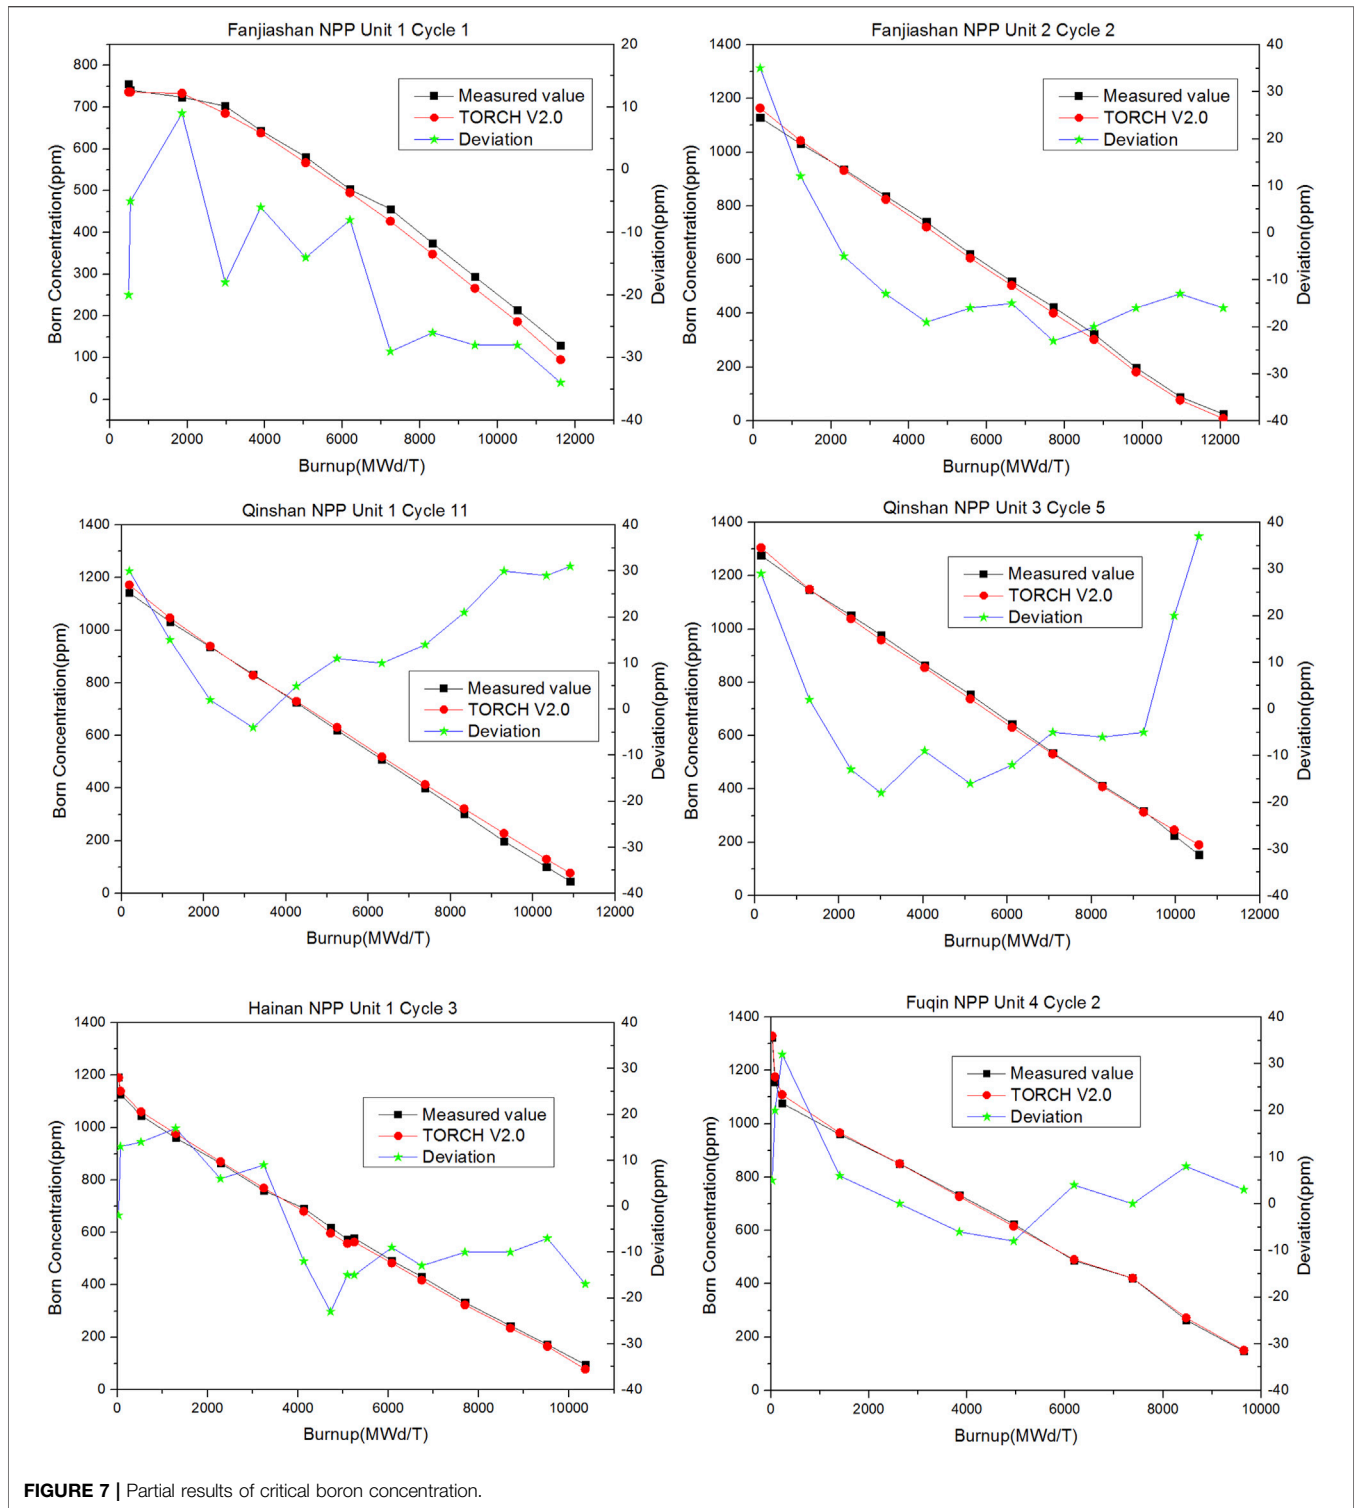 Fanjiashan NPP Unit 1 Cycle 1
Born Concentration(ppm)
800
700
600
500
400
300
200
100
0
20
10
0
-10
-20
-30
-40
Deviation(ppm)
Measured value
TORCH V2.0
Deviation
0 2000 4000 6000 8000 10000 12000
Burnup(MWd/T)
Fanjiashan NPP Unit 2 Cycle 2
Born Concentration(ppm)
1400
1200
1000
800
600
400
200
0
40
30
20
10
0
-10
-20
-30
-40
Deviation(ppm)
Measured value
TORCH V2.0
Deviation
0 2000 4000 6000 8000 10000 12000
Burnup(MWd/T)
Qinshan NPP Unit 1 Cycle 11
Born Concentration(ppm)
1400
1200
1000
800
600
400
200
0
40
30
20
10
0
-10
-20
-30
-40
Deviation(ppm)
Measured value
TORCH V2.0
Deviation
0 2000 4000 6000 8000 10000 12000
Burnup(MWd/T)
Qinshan NPP Unit 3 Cycle 5
Born Concentration(ppm)
1400
1200
1000
800
600
400
200
0
40
30
20
10
0
-10
-20
-30
-40
Deviation(ppm)
Measured value
TORCH V2.0
Deviation
0 2000 4000 6000 8000 10000 12000
Burnup(MWd/T)
Hainan NPP Unit 1 Cycle 3
Born Concentration(ppm)
1400
1200
1000
800
600
400
200
0
40
30
20
10
0
-10
-20
-30
-40
Deviation(ppm)
Measured value
TORCH V2.0
Deviation
0 2000 4000 6000 8000 10000
Burnup(MWd/T)
Fuqin NPP Unit 4 Cycle 2
Born Concentration(ppm)
1400
1200
1000
800
600
400
200
0
40
30
20
10
0
-10
-20
-30
-40
Deviation(ppm)
Measured value
TORCH V2.0
Deviation
0 2000 4000 6000 8000 10000
Burnup(MWd/T)
FIGURE 7 | Partial results of critical boron concentration.